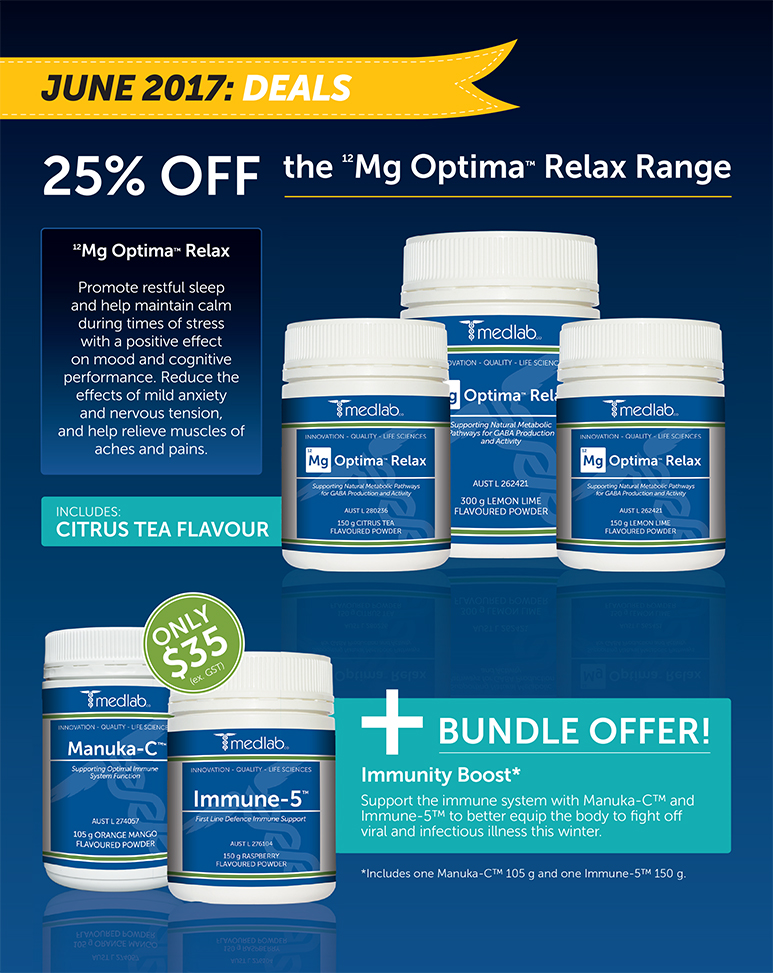 JUNE 2017: DEALS
25% OFF the ¹²Mg Optima™ Relax Range
¹²Mg Optima™ Relax
Promote restful sleep
and help maintain calm
during times of stress
with a positive effect
on mood and cognitive
performance. Reduce the
effects of mild anxiety
and nervous tension,
and help relieve muscles of
aches and pains.
INCLUDES:
CITRUS TEA FLAVOUR
medlab
INNOVATION - QUALITY - LIFE SCIENCES
¹²Mg Optima™ Relax
Supporting Natural Metabolic Pathways
for GABA Production and Activity
AUST L 280236
150 g CITRUS TEA
FLAVOURED POWDER
medlab
QUALITY - LIFE
Optima™
Supporting Natural Metabolic
Pathways for GABA Production
and Activity
AUST L 262421
300 g LEMON LIME
FLAVOURED POWDER
medlab
INNOVATION - QUALITY - LIFE SCIENCES
¹²Mg Optima™ Relax
Supporting Natural Metabolic Pathways
for GABA Production and Activity
AUST L 262421
150 g LEMON LIME
FLAVOURED POWDER
ONLY
$35
(ex. GST)
medlab
INNOVATION - QUALITY - LIFE SCIENCE
Manuka-C™
Supporting Optimal Immune
System Function
AUST L 274057
105 g ORANGE MANGO
FLAVOURED POWDER
medlab
INNOVATION - QUALITY - LIFE SCIENCES
Immune-5™
First Line Defence Immune Support
AUST L 276104
150 g RASPBERRY
FLAVOURED POWDER
+ BUNDLE OFFER!
Immunity Boost*
Support the immune system with Manuka-C™ and
Immune-5™ to better equip the body to fight off
viral and infectious illness this winter.
*Includes one Manuka-C™ 105 g and one Immune-5™ 150 g.